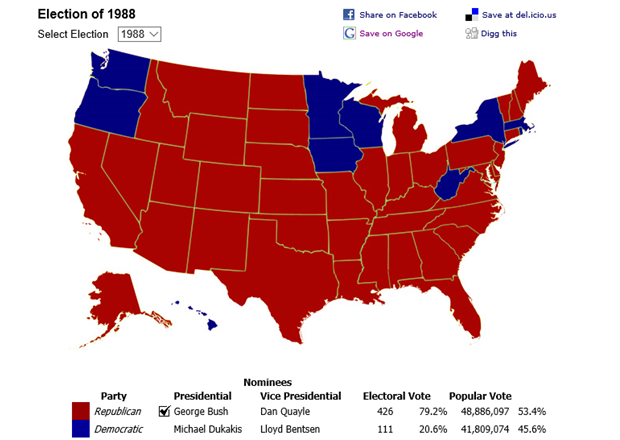 Election of 1988
Share on Facebook
Save at del.icio.us
Select Election 1988
Save on Google
Digg this
Nominees
Party Presidential Vice Presidential Electoral Vote Popular Vote
Republican George Bush Dan Quayle 426 79.2% 48,886,097 53.4%
Democratic Michael Dukakis Lloyd Bentsen 111 20.6% 41,809,074 45.6%